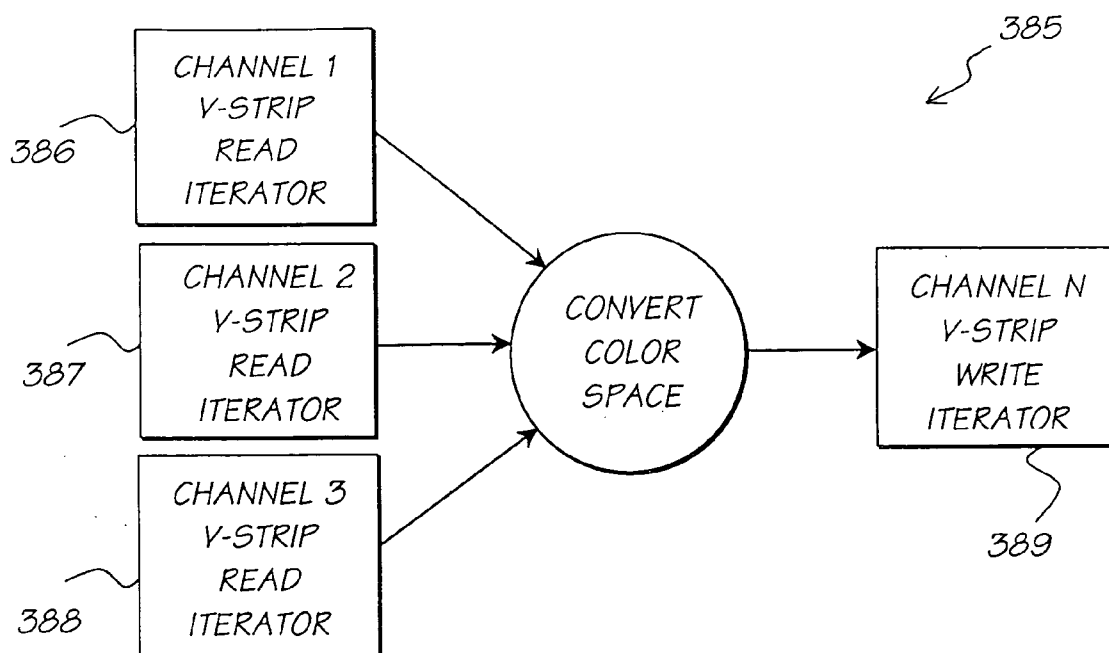 385
CHANNEL 1
V-STRIP
READ
ITERATOR
386
CHANNEL 2
V-STRIP
READ
ITERATOR
387
CHANNEL 3
V-STRIP
READ
ITERATOR
388
CONVERT
COLOR
SPACE
CHANNEL N
V-STRIP
WRITE
ITERATOR
389